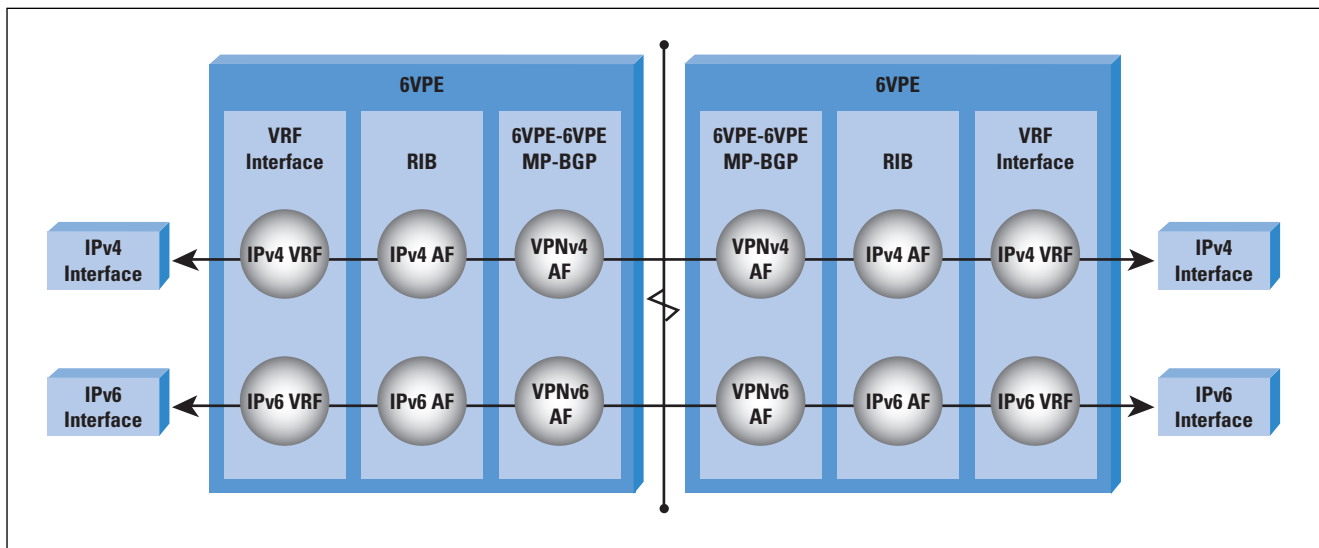 6VPE
VRF
Interface
RIB
6VPE-6VPE
MP-BGP
IPv4
Interface
IPv4 VRF
IPv4 AF
VPNv4
AF
IPv6
Interface
IPv6 VRF
IPv6 AF
VPNv6
AF
6VPE
6VPE-6VPE
MP-BGP
RIB
VRF
Interface
VPNv4
AF
IPv4 AF
IPv4 VRF
IPv4
Interface
VPNv6
AF
IPv6 AF
IPv6 VRF
IPv6
Interface